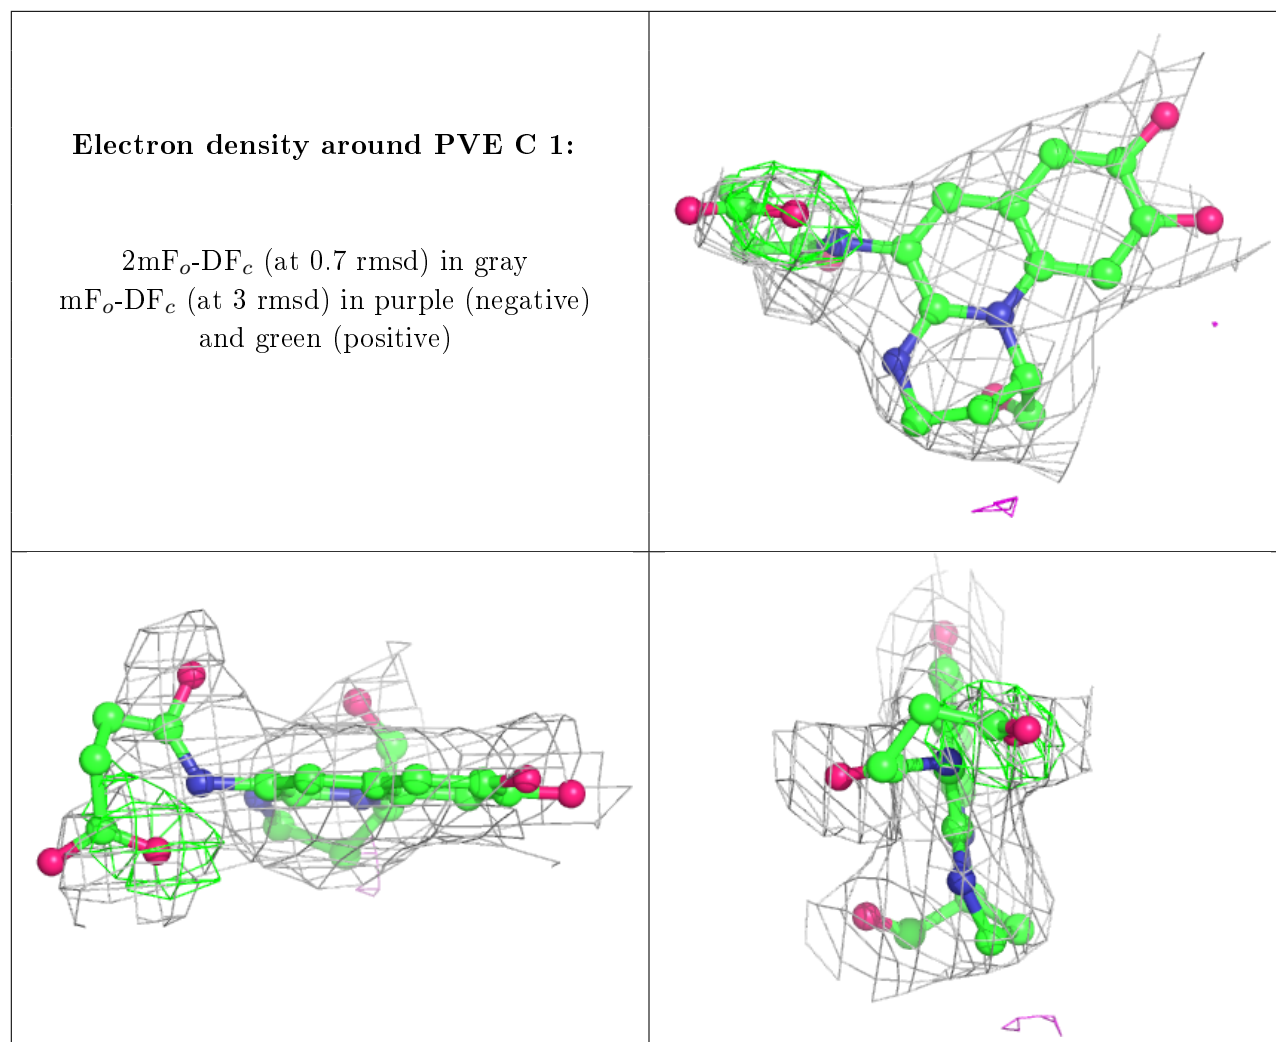 Electron density around PVE C 1:
2mFₒ-DF𝒸 (at 0.7 rmsd) in gray
mFₒ-DF𝒸 (at 3 rmsd) in purple (negative)
and green (positive)